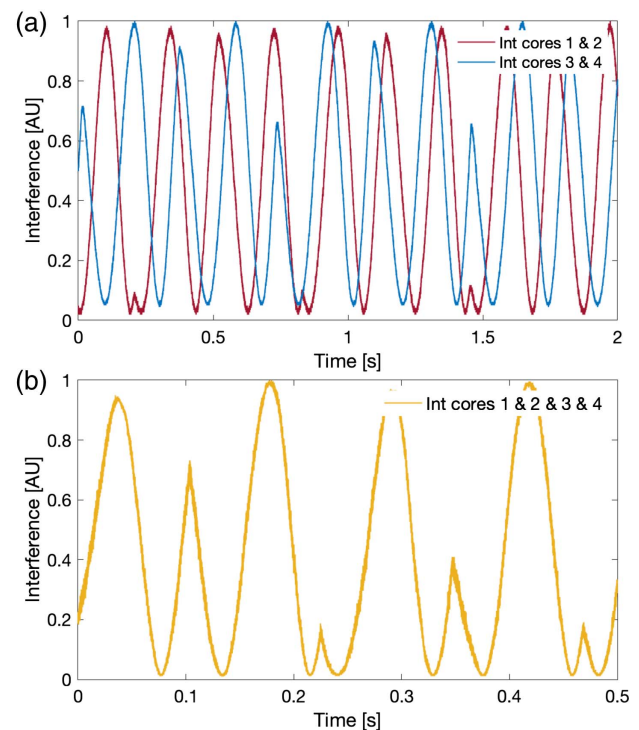 (a)
Interference [AU]
1
0.8
0.6
0.4
0.2
0
Int cores 1 & 2
Int cores 3 & 4
0 0.5 1 1.5 2
Time [s]
(b)
Interference [AU]
1
0.8
0.6
0.4
0.2
0
Int cores 1 & 2 & 3 & 4
0 0.1 0.2 0.3 0.4 0.5
Time [s]